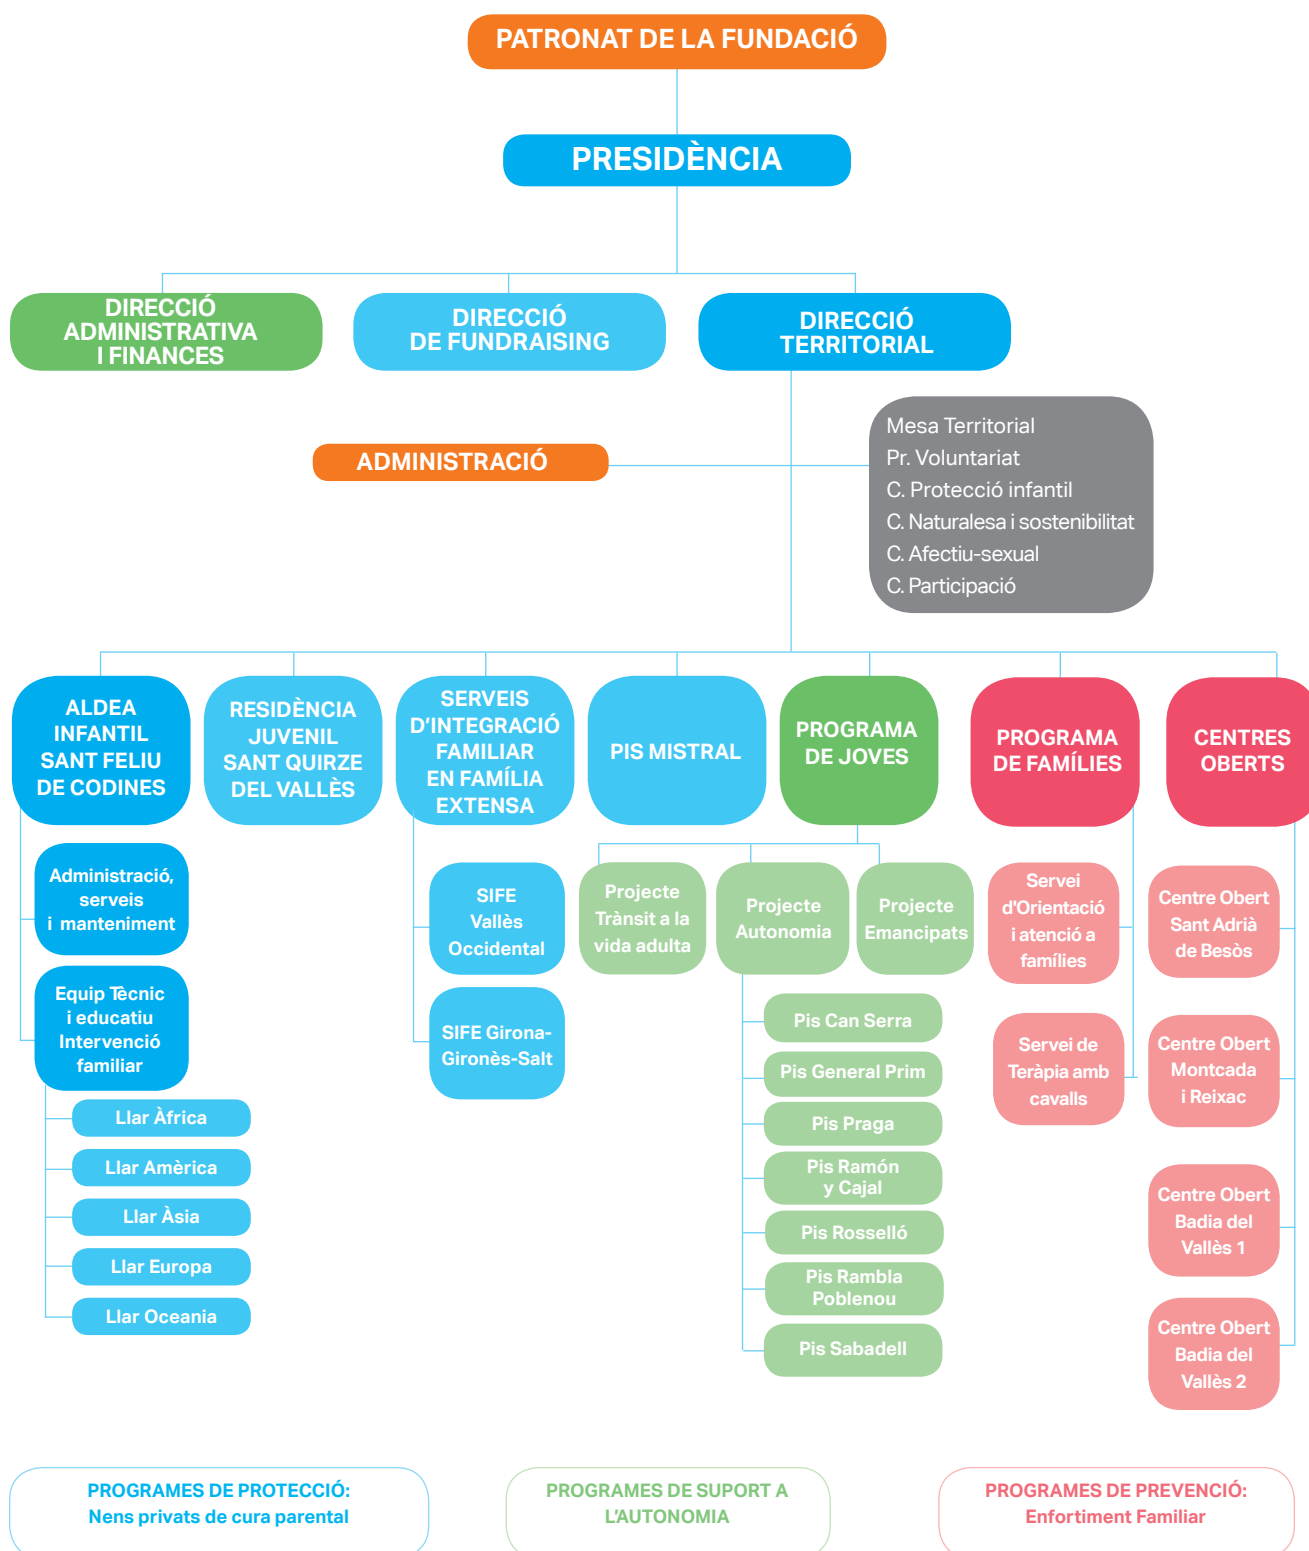 PATRONAT DE LA FUNDACIÓ
PRESIDÈNCIA
DIRECCIÓ
ADMINISTRATIVA
I FINANCES
DIRECCIÓ
DE FUNDRAISING
DIRECCIÓ
TERRITORIAL
ADMINISTRACIÓ
Mesa Territorial
Pr. Voluntariat
C. Protecció infantil
C. Naturalesa i sostenibilitat
C. Afectiu-sexual
C. Participació
ALDEA
INFANTIL
SANT FELIU
DE CODINES
RESIDÈNCIA
JUVENIL
SANT QUIRZE
DEL VALLÈS
SERVEIS
D'INTEGRACIÓ
FAMILIAR
EN FAMÍLIA
EXTENSA
PIS MISTRAL
PROGRAMA
DE JOVES
PROGRAMA
DE FAMÍLIES
CENTRES
OBERTS
Administració,
serveis
i manteniment
Equip Tècnic
i educatiu
Intervenció
familiar
Llar Àfrica
Llar Amèrica
Llar Àsia
Llar Europa
Llar Oceania
SIFE
Vallès
Occidental
SIFE Girona-
Gironès-Salt
Projecte
Trànsit a la
vida adulta
Projecte
Autonomia
Projecte
Emancipats
Pis Can Serra
Pis General Prim
Pis Praga
Pis Ramón
y Cajal
Pis Rosselló
Pis Rambla
Poblenou
Pis Sabadell
Servei
d'Orientació
i atenció a
famílies
Servei de
Teràpia amb
cavalls
Centre Obert
Sant Adrià
de Besòs
Centre Obert
Montcada
i Reixac
Centre Obert
Badia del
Vallès 1
Centre Obert
Badia del
Vallès 2
PROGRAMES DE PROTECCIÓ:
Nens privats de cura parental
PROGRAMES DE SUPORT A
L'AUTONOMIA
PROGRAMES DE PREVENCIÓ:
Enfortiment Familiar